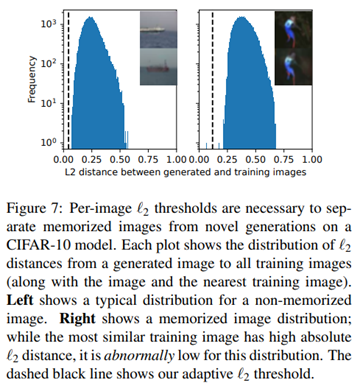 10³
10²
10¹
10⁰
Frequency
0.00 0.25 0.50 0.75 1.00 0.00 0.25 0.50 0.75 1.00
L2 distance between generated and training images
Figure 7: Per-image ℓ₂ thresholds are necessary to sep-
arate memorized images from novel generations on a
CIFAR-10 model. Each plot shows the distribution of ℓ₂
distances from a generated image to all training images
(along with the image and the nearest training image).
Left shows a typical distribution for a non-memorized
image. Right shows a memorized image distribution;
while the most similar training image has high absolute
ℓ₂ distance, it is abnormally low for this distribution. The
dashed black line shows our adaptive ℓ₂ threshold.